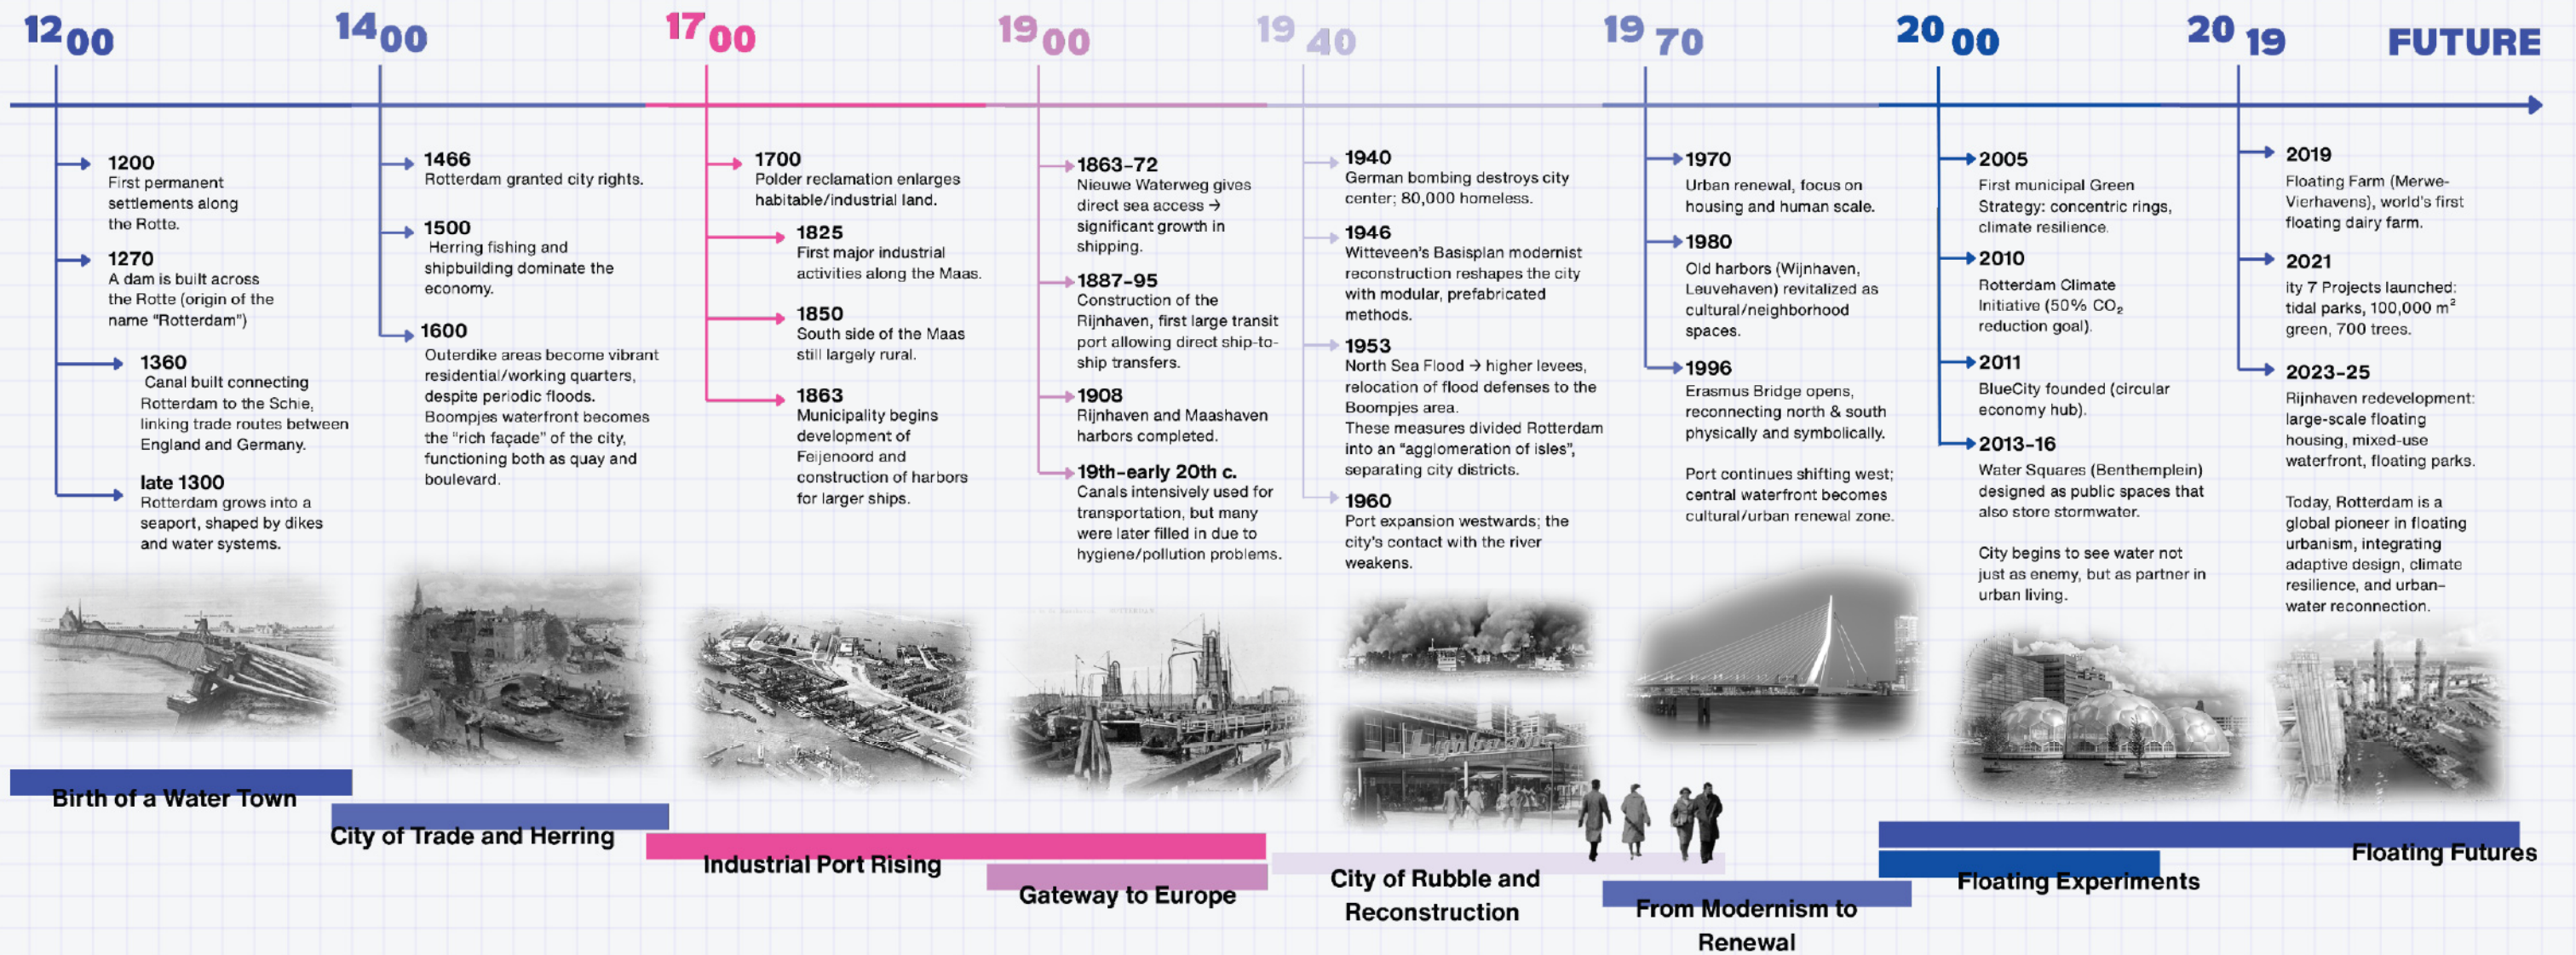 1200
1400
1700
1900
1940
1970
2000
2019
FUTURE
1200
First permanent
settlements along
the Rotte.
1270
A dam is built across
the Rotte (origin of the
name "Rotterdam")
1360
Canal built connecting
Rotterdam to the Schie,
linking trade routes between
England and Germany.
late 1300
Rotterdam grows into a
seaport, shaped by dikes
and water systems.
1466
Rotterdam granted city rights.
1500
Herring fishing and
shipbuilding dominate the
economy.
1600
Outerdike areas become vibrant
residential/working quarters,
despite periodic floods.
Boompjes waterfront becomes
the “rich façade” of the city,
functioning both as quay and
boulevard.
1700
Polder reclamation enlarges
habitable/industrial land.
1825
First major industrial
activities along the Maas.
1850
South side of the Maas
still largely rural.
1863
Municipality begins
development of
Feijenoord and
construction of harbors
for larger ships.
1863–72
Nieuwe Waterweg gives
direct sea access →
significant growth in
shipping.
1887–95
Construction of the
Rijnhaven, first large transit
port allowing direct ship-to-
ship transfers.
1908
Rijnhaven and Maashaven
harbors completed.
19th–early 20th c.
Canals intensively used for
transportation, but many
were later filled in due to
hygiene/pollution problems.
1940
German bombing destroys city
center; 80,000 homeless.
1946
Witteveen's Basisplan modernist
reconstruction reshapes the city
with modular, prefabricated
methods.
1953
North Sea Flood → higher levees,
relocation of flood defenses to the
Boompjes area.
These measures divided Rotterdam
into an “agglomeration of isles”,
separating city districts.
1960
Port expansion westwards; the
city's contact with the river
weakens.
1970
Urban renewal, focus on
housing and human scale.
1980
Old harbors (Wijnhaven,
Leuvehaven) revitalized as
cultural/neighborhood
spaces.
1996
Erasmus Bridge opens,
reconnecting north & south
physically and symbolically.
Port continues shifting west;
central waterfront becomes
cultural/urban renewal zone.
2005
First municipal Green
Strategy: concentric rings,
climate resilience.
2010
Rotterdam Climate
Initiative (50% CO₂
reduction goal).
2011
BlueCity founded (circular
economy hub).
2013–16
Water Squares (Benthemplein)
designed as public spaces that
also store stormwater.
City begins to see water not
just as enemy, but as partner in
urban living.
2019
Floating Farm (Merwe-
Vierhavens), world's first
floating dairy farm.
2021
ity 7 Projects launched:
tidal parks, 100,000 m²
green, 700 trees.
2023–25
Rijnhaven redevelopment:
large-scale floating
housing, mixed-use
waterfront, floating parks.
Today, Rotterdam is a
global pioneer in floating
urbanism, integrating
adaptive design, climate
resilience, and urban–
water reconnection.
Birth of a Water Town
City of Trade and Herring
Industrial Port Rising
Gateway to Europe
City of Rubble and
Reconstruction
From Modernism to
Renewal
Floating Experiments
Floating Futures